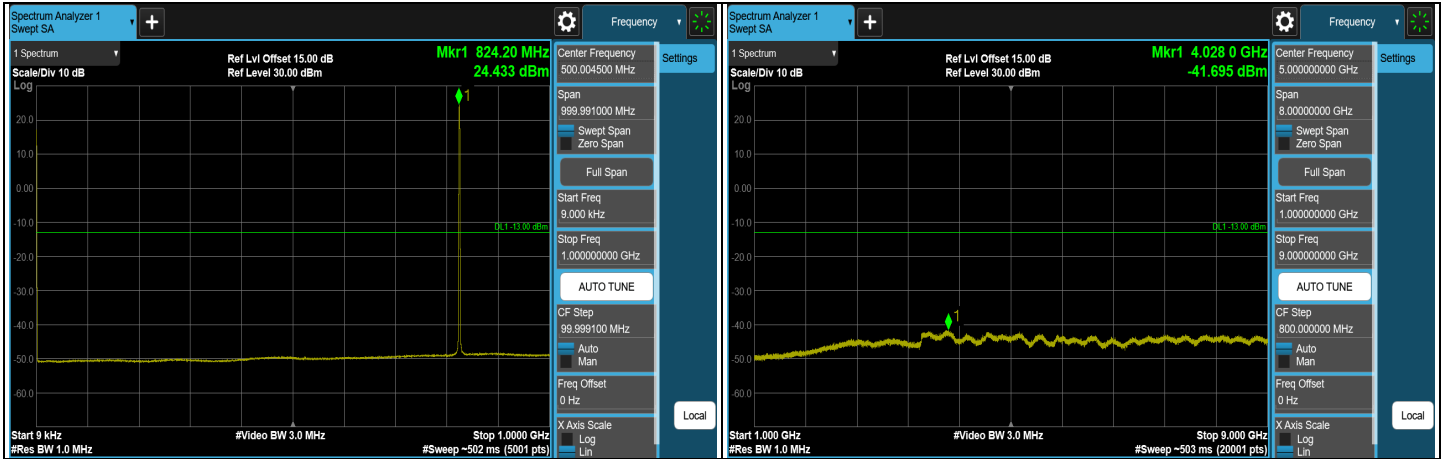 Spectrum Analyzer 1
Swept SA
+
Frequency
1 Spectrum
Ref Lvl Offset 15.00 dB
Mkr1 824.20 MHz
Scale/Div 10 dB
Ref Level 30.00 dBm
24.433 dBm
Log
1
20.0
10.0
0.00
-10.0
DL1 -13.00 dBm
-20.0
-30.0
-40.0
-50.0
-60.0
Start 9 kHz
#Video BW 3.0 MHz
Stop 1.0000 GHz
#Res BW 1.0 MHz
#Sweep ~502 ms (5001 pts)
Center Frequency
500.004500 MHz
Settings
Span
999.991000 MHz
Swept Span
Zero Span
Full Span
Start Freq
9.000 kHz
Stop Freq
1.000000000 GHz
AUTO TUNE
CF Step
99.999100 MHz
Auto
Man
Freq Offset
0 Hz
Local
X Axis Scale
Log
Lin
Spectrum Analyzer 1
Swept SA
+
Frequency
1 Spectrum
Ref Lvl Offset 15.00 dB
Mkr1 4.028 0 GHz
Scale/Div 10 dB
Ref Level 30.00 dBm
-41.695 dBm
Log
20.0
10.0
0.00
-10.0
DL1 -13.00 dBm
-20.0
-30.0
1
-40.0
-50.0
-60.0
Start 1.000 GHz
#Video BW 3.0 MHz
Stop 9.000 GHz
#Res BW 1.0 MHz
#Sweep ~503 ms (20001 pts)
Center Frequency
5.000000000 GHz
Settings
Span
8.00000000 GHz
Swept Span
Zero Span
Full Span
Start Freq
1.000000000 GHz
Stop Freq
9.000000000 GHz
AUTO TUNE
CF Step
800.000000 MHz
Auto
Man
Freq Offset
0 Hz
Local
X Axis Scale
Log
Lin